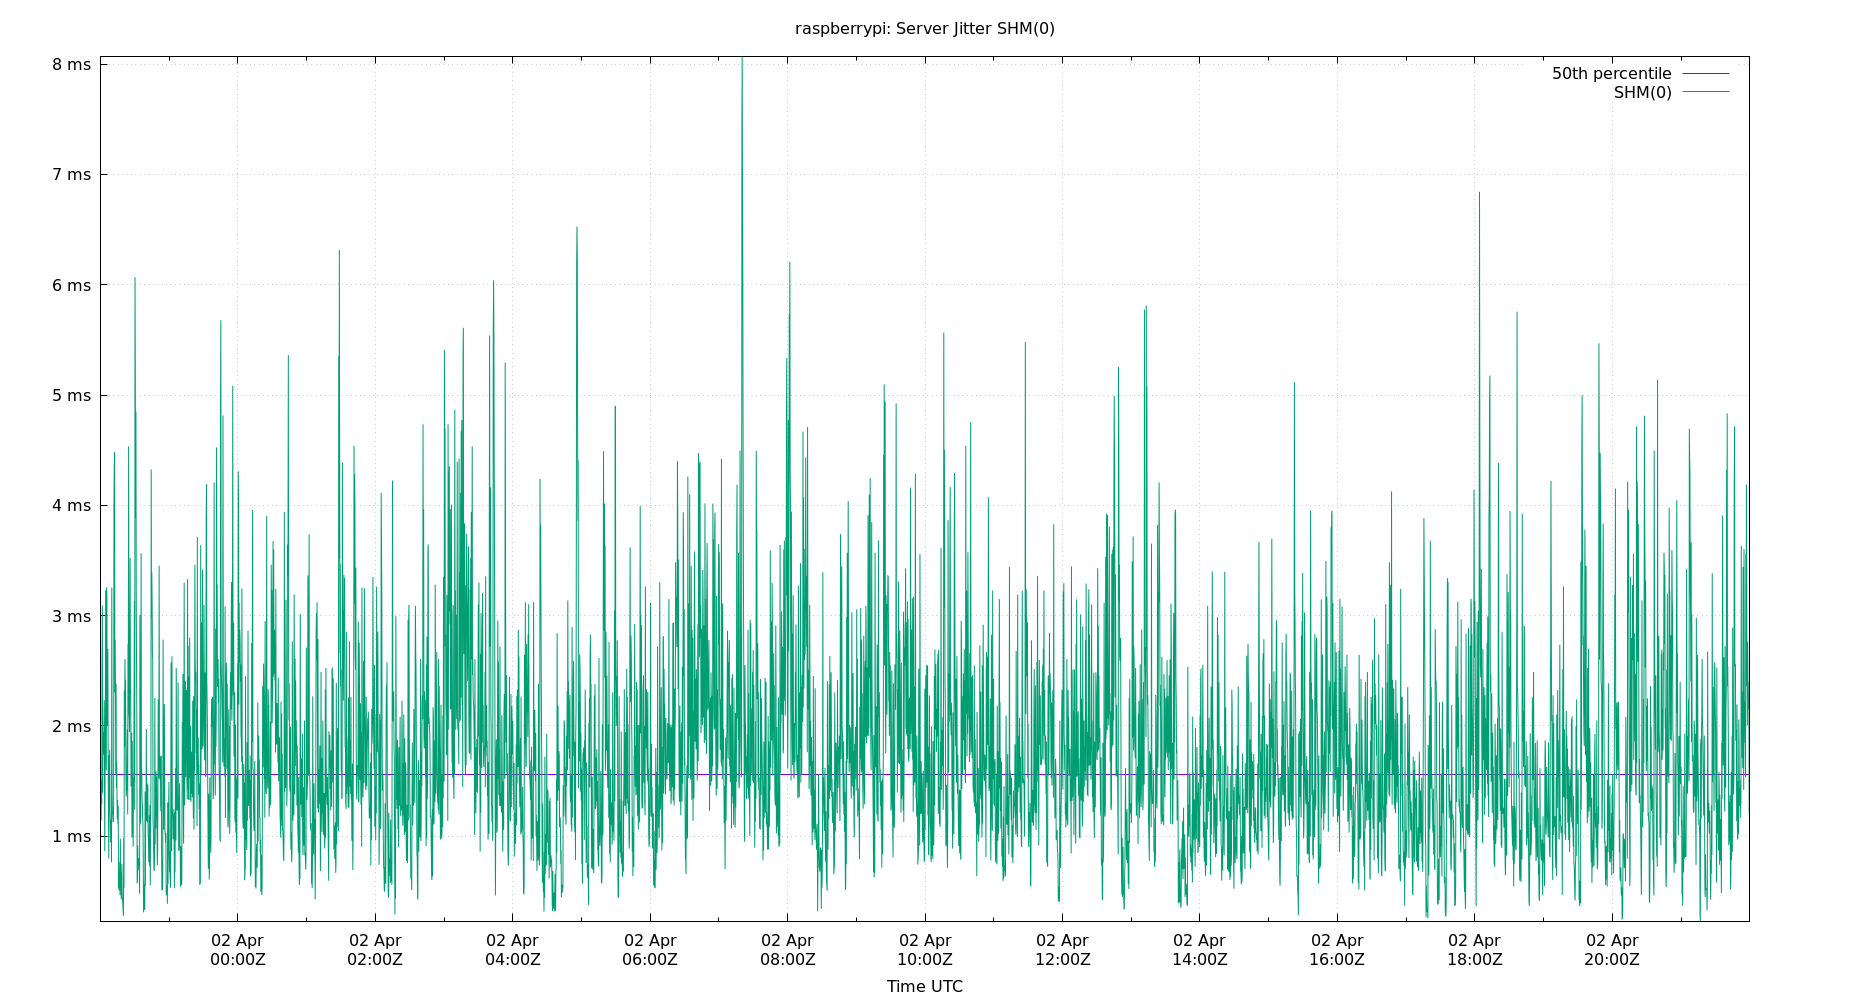 raspberrypi: Server Jitter SHM(0)
50th percentile
SHM(0)
8 ms
7 ms
6 ms
5 ms
4 ms
3 ms
2 ms
1 ms
02 Apr 02 Apr 02 Apr 02 Apr 02 Apr 02 Apr 02 Apr 02 Apr 02 Apr 02 Apr 02 Apr
00:00Z 02:00Z 04:00Z 06:00Z 08:00Z 10:00Z 12:00Z 14:00Z 16:00Z 18:00Z 20:00Z
Time UTC